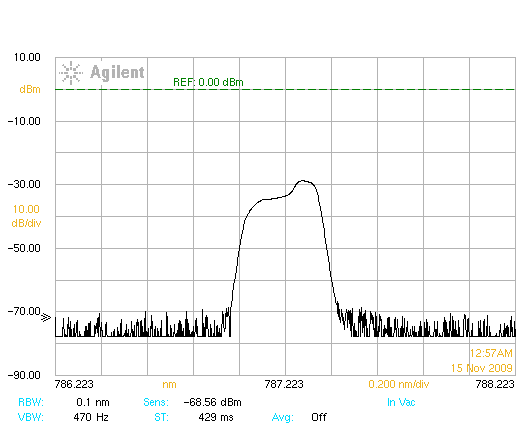 10.00
Agilent
REF: 0.00 dBm
dBm
-10.00
-30.00
10.00
dB/div
-50.00
-70.00
12:57AM
15 Nov 2009
-90.00
786.223 nm 787.223 0.200 nm/div 788.223
RBW: 0.1 nm Sens: -68.56 dBm In Vac
VBW: 470 Hz ST: 429 ms Avg: Off